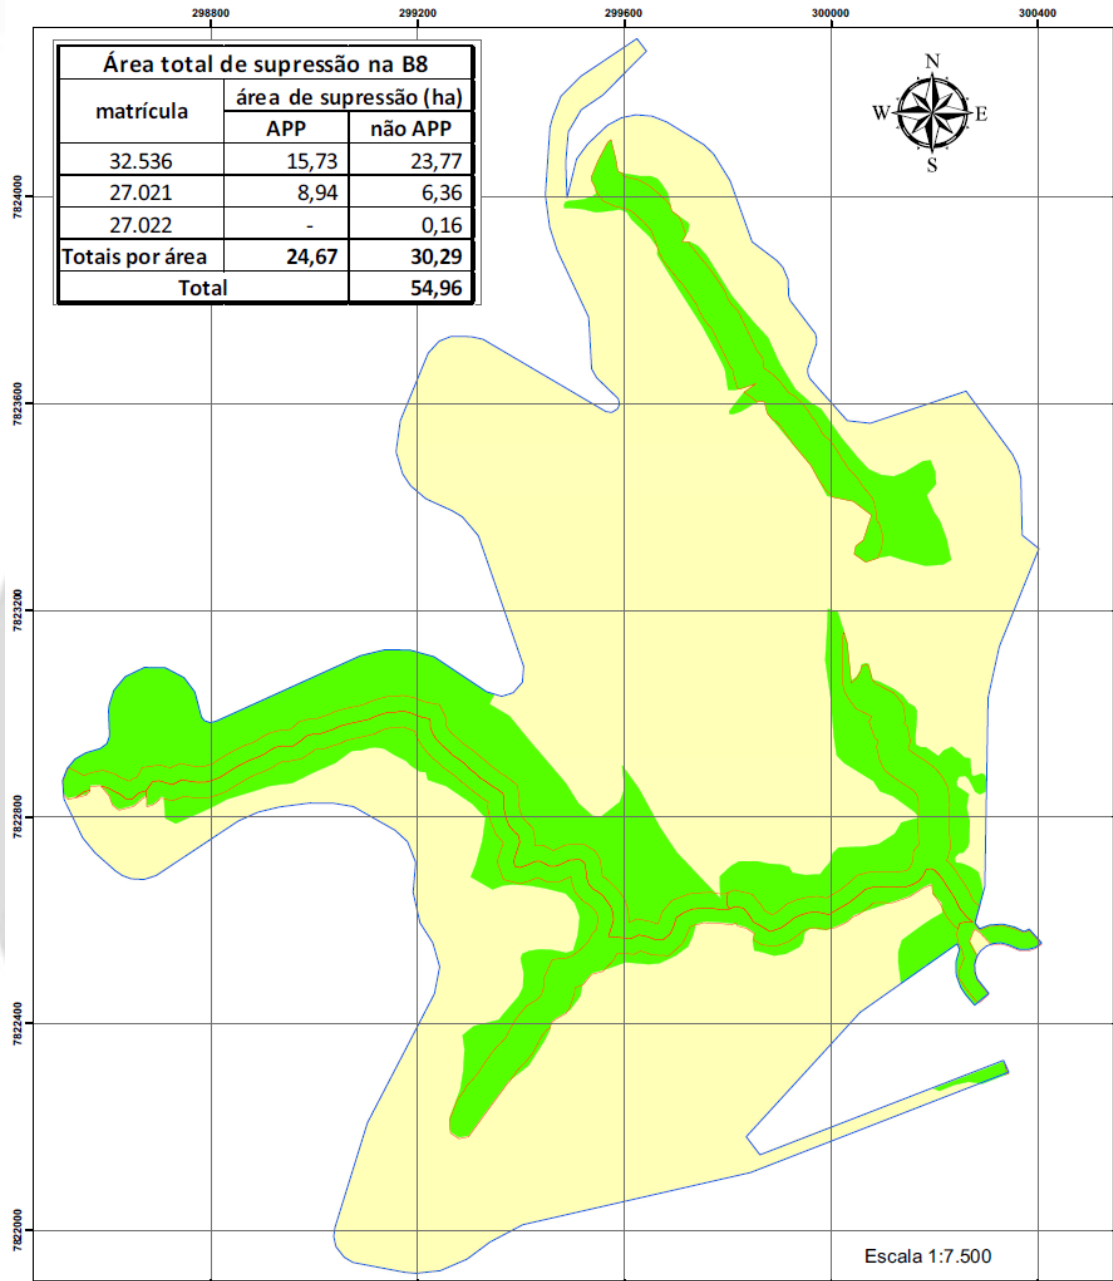 298800 299200 299600 300000 300400
Área total de supressão na B8
matrícula área de supressão (ha)
APP não APP
32.536 15,73 23,77
27.021 8,94 6,36
27.022 - 0,16
Totais por área 24,67 30,29
Total 54,96
N
W E
S
7824000
7823600
7823200
7822800
7822400
7822000
Escala 1:7.500